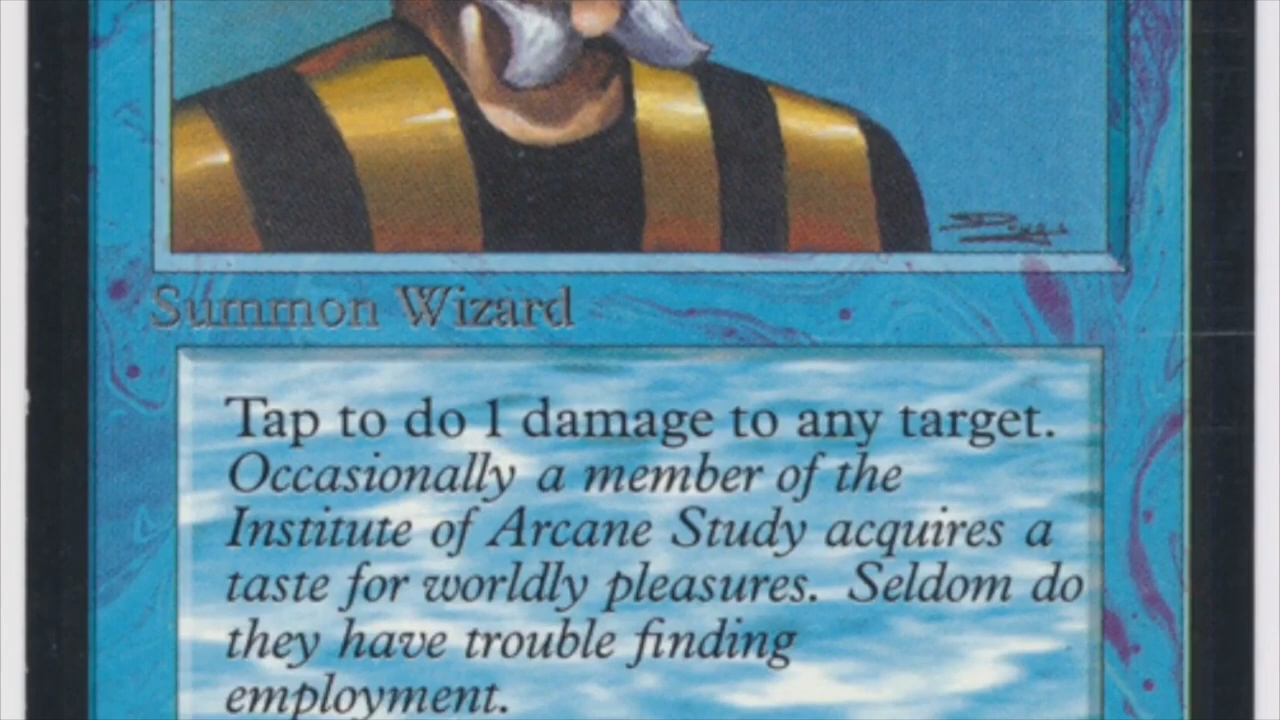 Summon Wizard
Tap to do 1 damage to any target.
Occasionally a member of the
Institute of Arcane Study acquires a
taste for worldly pleasures. Seldom do
they have trouble finding
employment.